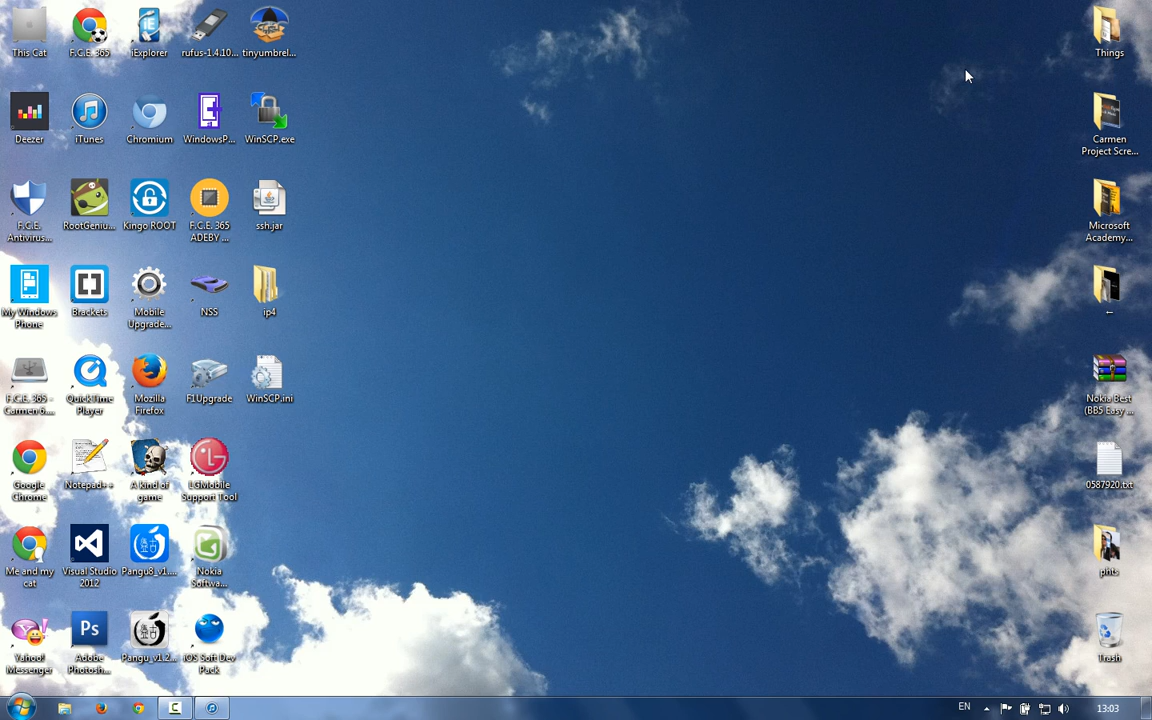 This Cat
F.C.E. 365
iExplorer
rufus-1.4.10...
tinyumbrel...
Things
Deezer
iTunes
Chromium
WindowsP...
WinSCP.exe
Carmen
Project Scre...
F.C.E.
Antivirus...
RootGeniu...
Kingo ROOT
F.C.E. 365
ADEBY ...
ssh.jar
Microsoft
Academy...
My Windows
Phone
Brackets
Mobile
Upgrade...
NSS
ip4
F.C.E. 365 -
Carmen 6....
QuickTime
Player
Mozilla
Firefox
F1Upgrade
WinSCP.ini
Nokia Best
(BB5 Easy ...
Google
Chrome
Notepad++
A kind of
game
LGMobile
Support Tool
0587920.txt
Me and my
cat
Visual Studio
2012
Pangu8_v1....
Nokia
Softwa...
phts
Yahoo!
Messenger
Ps
Adobe
Photosh...
Pangu_v1.2...
iOS Soft Dev
Pack
Trash
EN
13:03